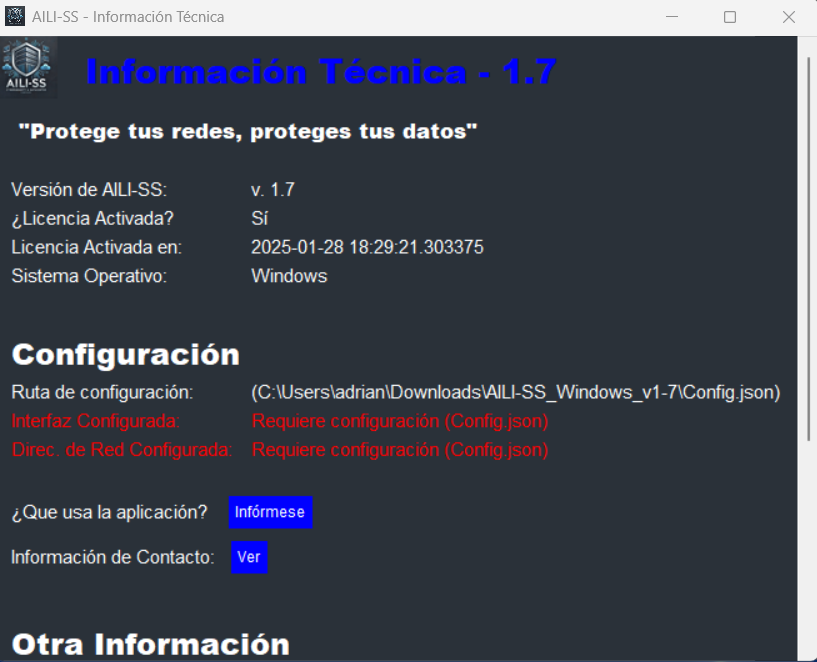 AILI-SS - Información Técnica
AILI-SS
Información Técnica - 1.7
"Protege tus redes, proteges tus datos"
Versión de AILI-SS: v. 1.7
¿Licencia Activada? Sí
Licencia Activada en: 2025-01-28 18:29:21.303375
Sistema Operativo: Windows
Configuración
Ruta de configuración: (C:\Users\adrian\Downloads\AILI-SS_Windows_v1-7\Config.json)
Interfaz Configurada: Requiere configuración (Config.json)
Direc. de Red Configurada: Requiere configuración (Config.json)
¿Que usa la aplicación? Infórmese
Información de Contacto: Ver
Otra Información